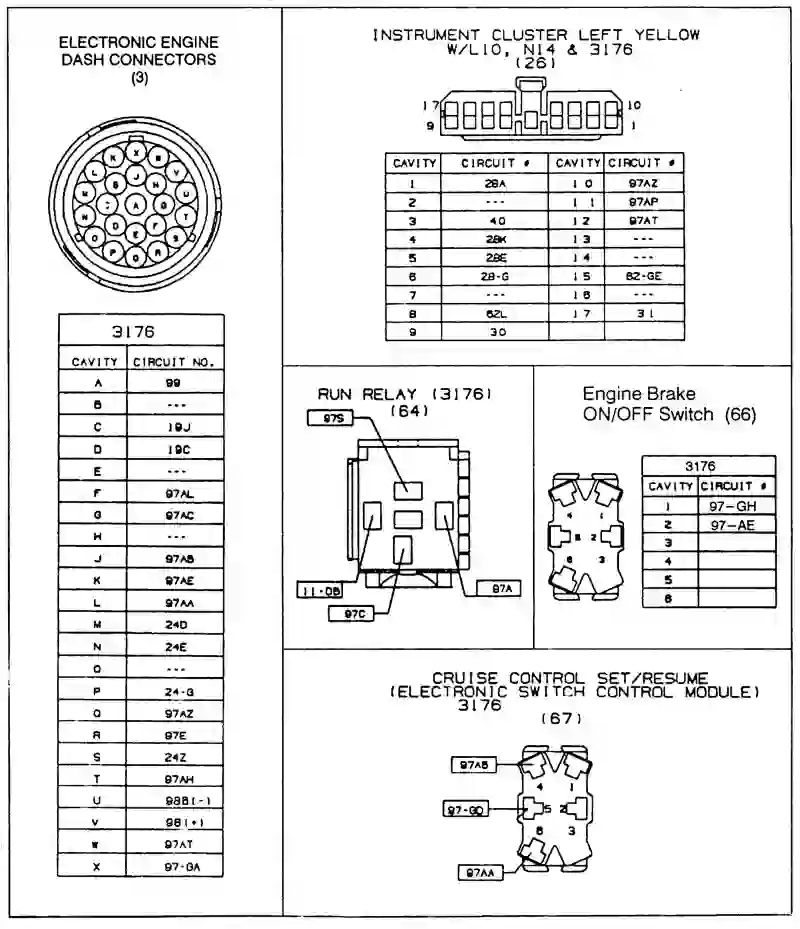 ELECTRONIC ENGINE
DASH CONNECTORS
(3)
K X W
L J V
B H
M U
C A G
N T
D F
O E S
P Q R
3176
CAVITY CIRCUIT NO.
A 99
B ---
C 19J
D 19C
E ---
F 97AL
G 97AC
H ---
J 97AB
K 97AE
L 97AA
M 24D
N 24E
O ---
P 24-G
Q 97AZ
R 97E
S 24Z
T 97AH
U 98B(-)
V 98(+)
W 97AT
X 97-GA
INSTRUMENT CLUSTER LEFT YELLOW
W/L10, N14 & 3176
(26)
17 10
9 1
CAVITY CIRCUIT # CAVITY CIRCUIT #
1 28A 10 97AZ
2 --- 11 97AP
3 40 12 97AT
4 28K 13 ---
5 28E 14 ---
6 28-G 15 62-GE
7 --- 16 ---
8 62L 17 31
9 30
RUN RELAY (3176)
(64)
97S
11-DB 97A
97C
Engine Brake
ON/OFF Switch (66)
4 1
5 2
6 3
3176
CAVITY CIRCUIT #
1 97-GH
2 97-AE
3
4
5
6
CRUISE CONTROL SET/RESUME
(ELECTRONIC SWITCH CONTROL MODULE)
3176
(67)
97AB
4 1
97-GD 5 2
6 3
97AA